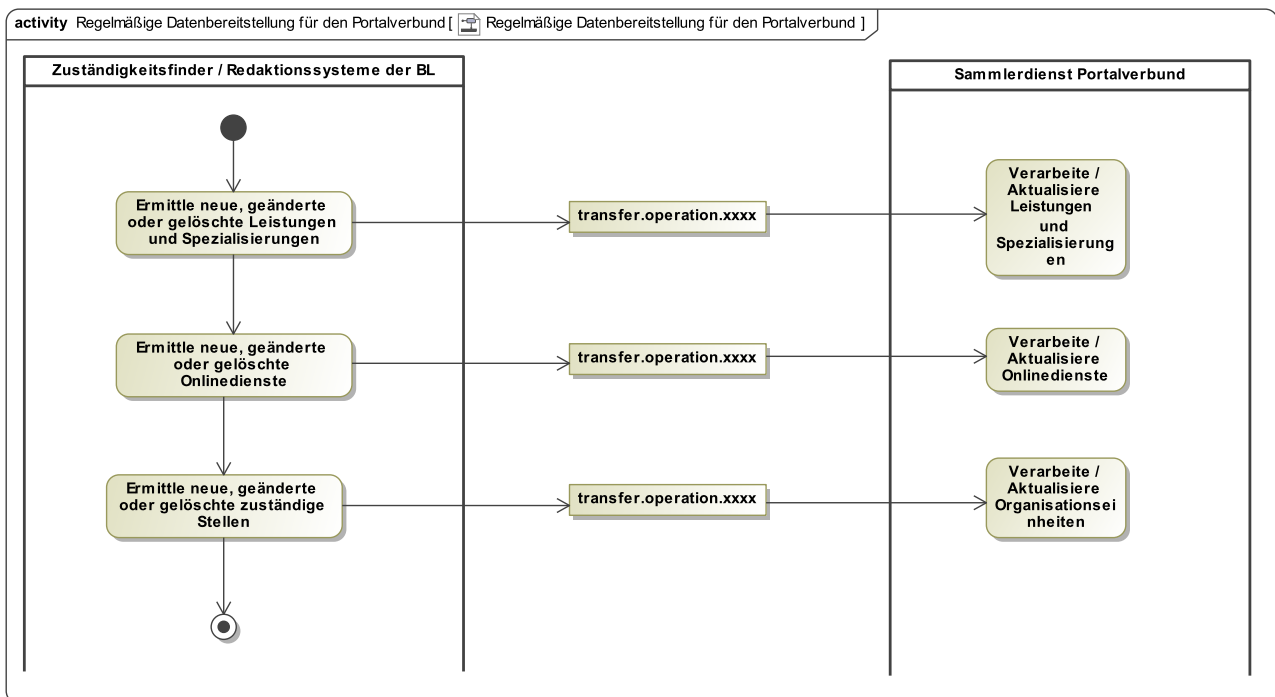 activity Regelmäßige Datenbereitstellung für den Portalverbund [ Regelmäßige Datenbereitstellung für den Portalverbund ]
Zuständigkeitsfinder / Redaktionssysteme der BL
Sammlerdienst Portalverbund
Ermittle neue, geänderte
oder gelöschte Leistungen
und Spezialisierungen
transfer.operation.xxxx
Verarbeite /
Aktualisiere
Leistungen
und
Spezialisierung
en
Ermittle neue, geänderte
oder gelöschte
Onlinedienste
transfer.operation.xxxx
Verarbeite /
Aktualisiere
Onlinedienste
Ermittle neue, geänderte
oder gelöschte zuständige
Stellen
transfer.operation.xxxx
Verarbeite /
Aktualisiere
Organisationsei
nheiten